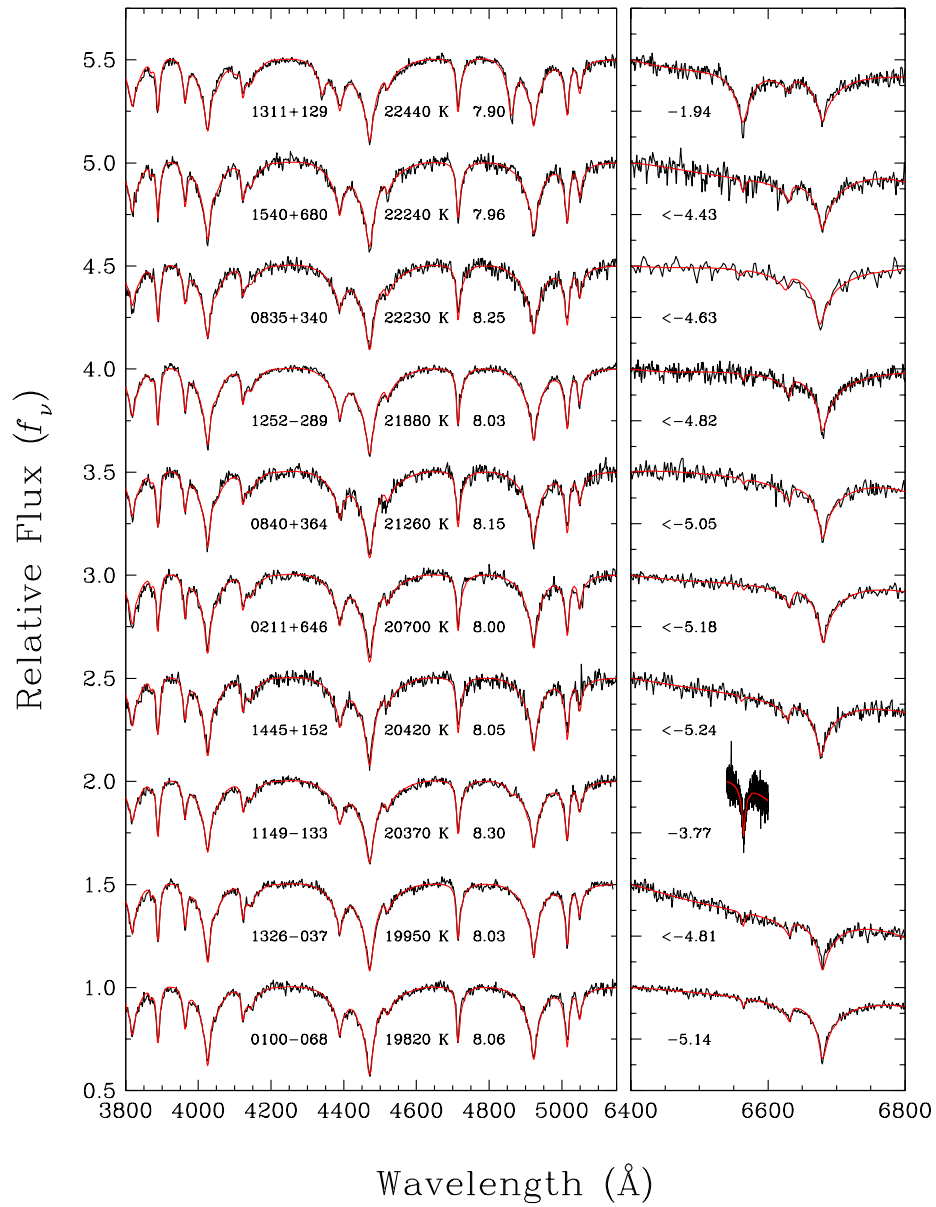 5.5
1311+129 22440 K 7.90 -1.94
5.0
1540+680 22240 K 7.96 <-4.43
4.5
0835+340 22230 K 8.25 <-4.63
4.0
1252-289 21880 K 8.03 <-4.82
3.5
0840+364 21260 K 8.15 <-5.05
3.0
0211+646 20700 K 8.00 <-5.18
2.5
1445+152 20420 K 8.05 <-5.24
2.0
1149-133 20370 K 8.30 -3.77
1.5
1326-037 19950 K 8.03 <-4.81
1.0
0100-068 19820 K 8.06 -5.14
0.5
3800 4000 4200 4400 4600 4800 5000 6400 6600 6800
Wavelength (Å)
Relative Flux (fν)